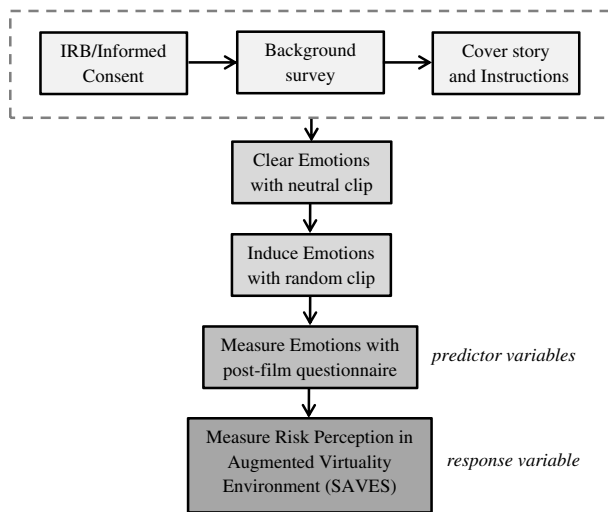 IRB/Informed
Consent
Background
survey
Cover story
and Instructions
Clear Emotions
with neutral clip
Induce Emotions
with random clip
Measure Emotions with
post-film questionnaire
predictor variables
Measure Risk Perception in
Augmented Virtuality
Environment (SAVES)
response variable